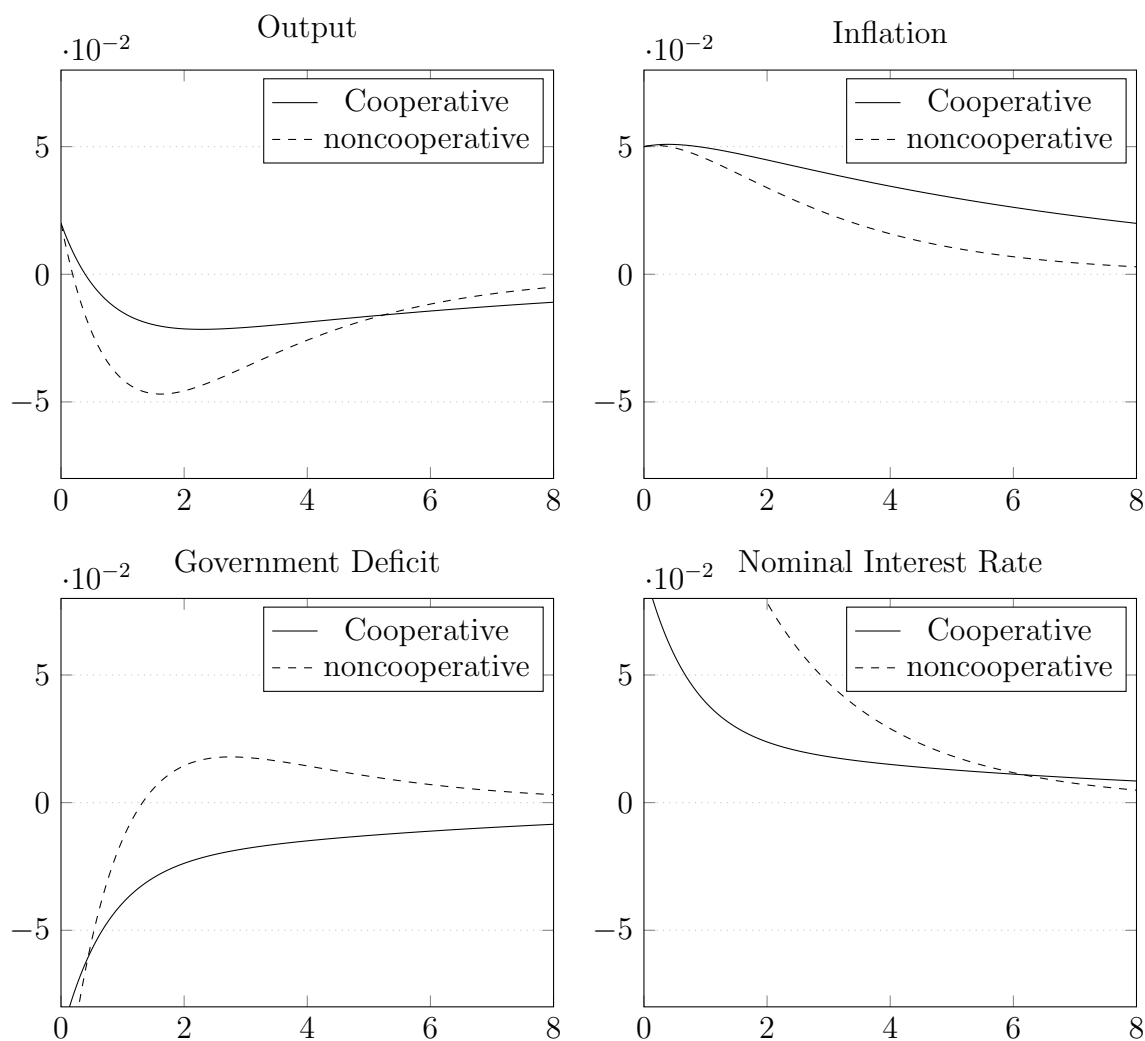 Output
·10⁻²
Cooperative
noncooperative
5
0
−5
0 2 4 6 8
Inflation
·10⁻²
Cooperative
noncooperative
5
0
−5
0 2 4 6 8
Government Deficit
·10⁻²
Cooperative
noncooperative
5
0
−5
0 2 4 6 8
Nominal Interest Rate
·10⁻²
Cooperative
noncooperative
5
0
−5
0 2 4 6 8